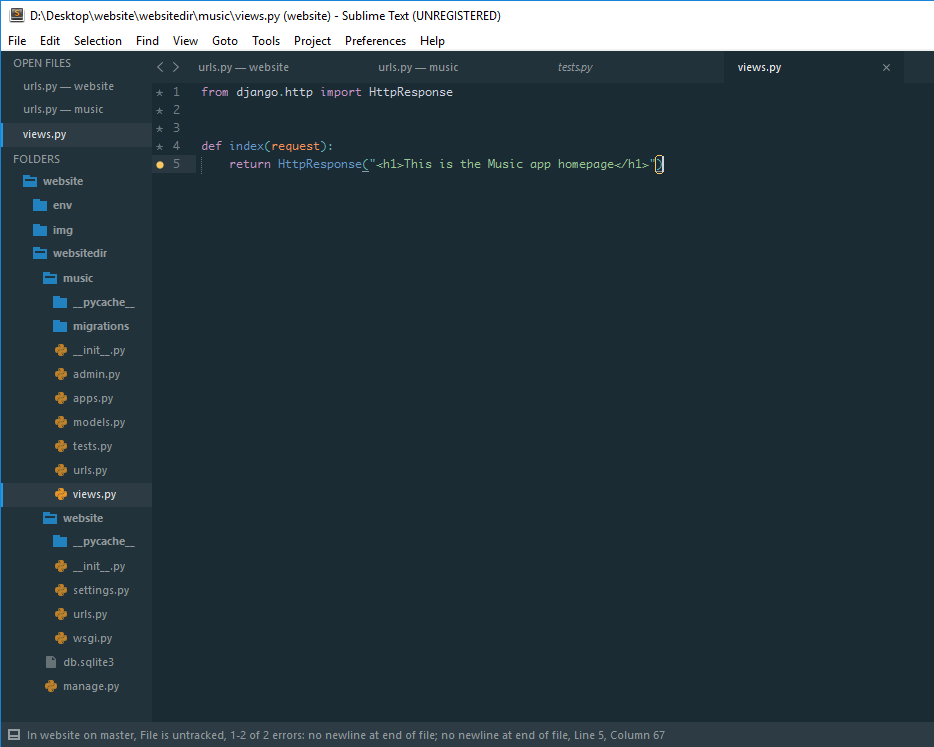 D:\Desktop\website\websitedir\music\views.py (website) - Sublime Text (UNREGISTERED)
File Edit Selection Find View Goto Tools Project Preferences Help
OPEN FILES
urls.py — website
urls.py — music
views.py
FOLDERS
website
env
img
websitedir
music
__pycache__
migrations
__init__.py
admin.py
apps.py
models.py
tests.py
urls.py
views.py
website
__pycache__
__init__.py
settings.py
urls.py
wsgi.py
db.sqlite3
manage.py
urls.py — website urls.py — music tests.py views.py ×
1 from django.http import HttpResponse
2
3
4 def index(request):
5 return HttpResponse("<h1>This is the Music app homepage</h1>")
In website on master, File is untracked, 1-2 of 2 errors: no newline at end of file; no newline at end of file, Line 5, Column 67